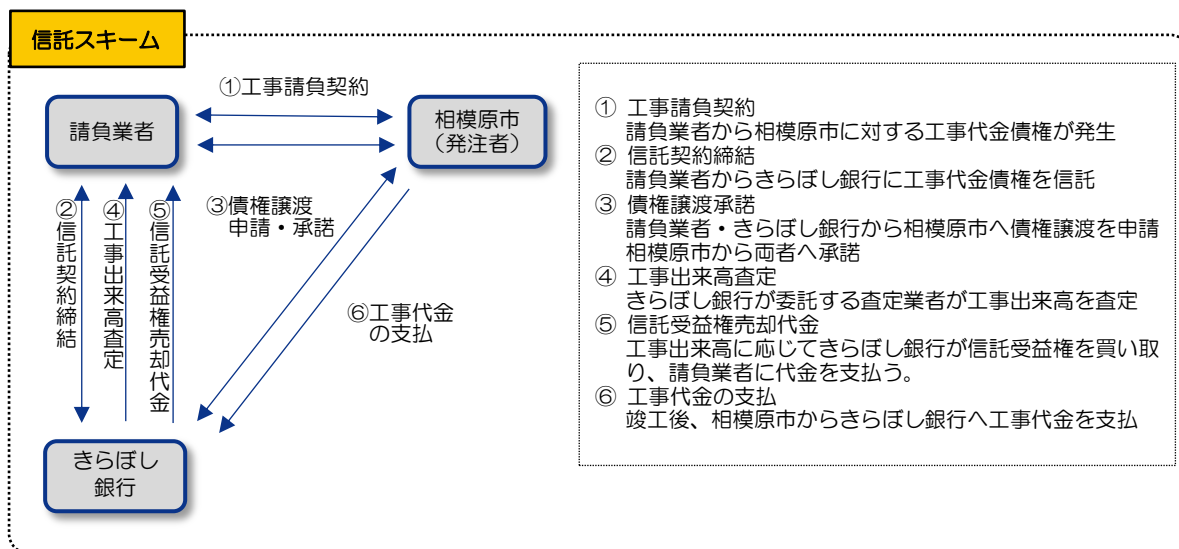 信託スキーム
①工事請負契約
請負業者
相模原市
（発注者）
②信託契約締結
④工事出来高査定
⑤信託受益権売却代金
③債権譲渡
申請・承諾
⑥工事代金
の支払
きらぼし
銀行
① 工事請負契約
請負業者から相模原市に対する工事代金債権が発生
② 信託契約締結
請負業者からきらぼし銀行に工事代金債権を信託
③ 債権譲渡承諾
請負業者・きらぼし銀行から相模原市へ債権譲渡を申請
相模原市から両者へ承諾
④ 工事出来高査定
きらぼし銀行が委託する査定業者が工事出来高を査定
⑤ 信託受益権売却代金
工事出来高に応じてきらぼし銀行が信託受益権を買い取
り、請負業者に代金を支払う。
⑥ 工事代金の支払
竣工後、相模原市からきらぼし銀行へ工事代金を支払